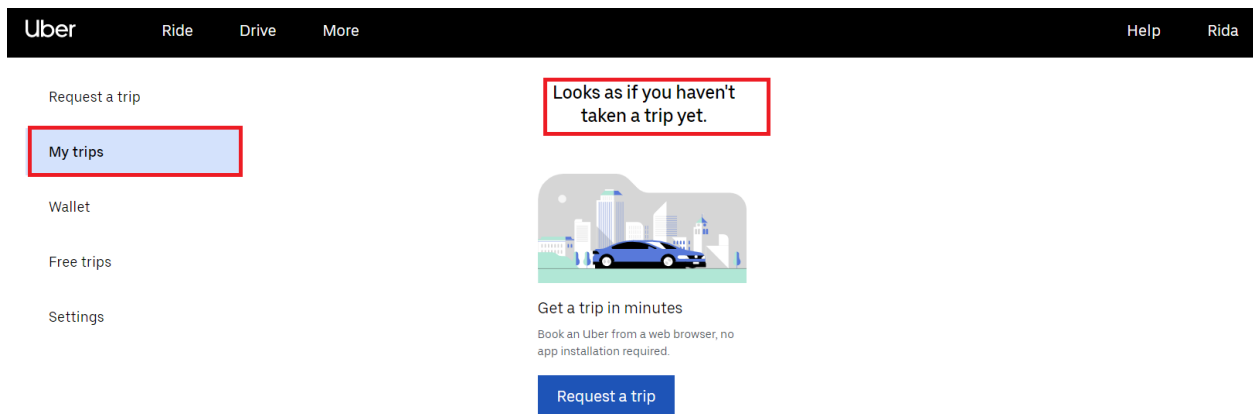 Uber Ride Drive More Help Rida
Request a trip
My trips
Wallet
Free trips
Settings
Looks as if you haven't
taken a trip yet.
Get a trip in minutes
Book an Uber from a web browser, no
app installation required.
Request a trip